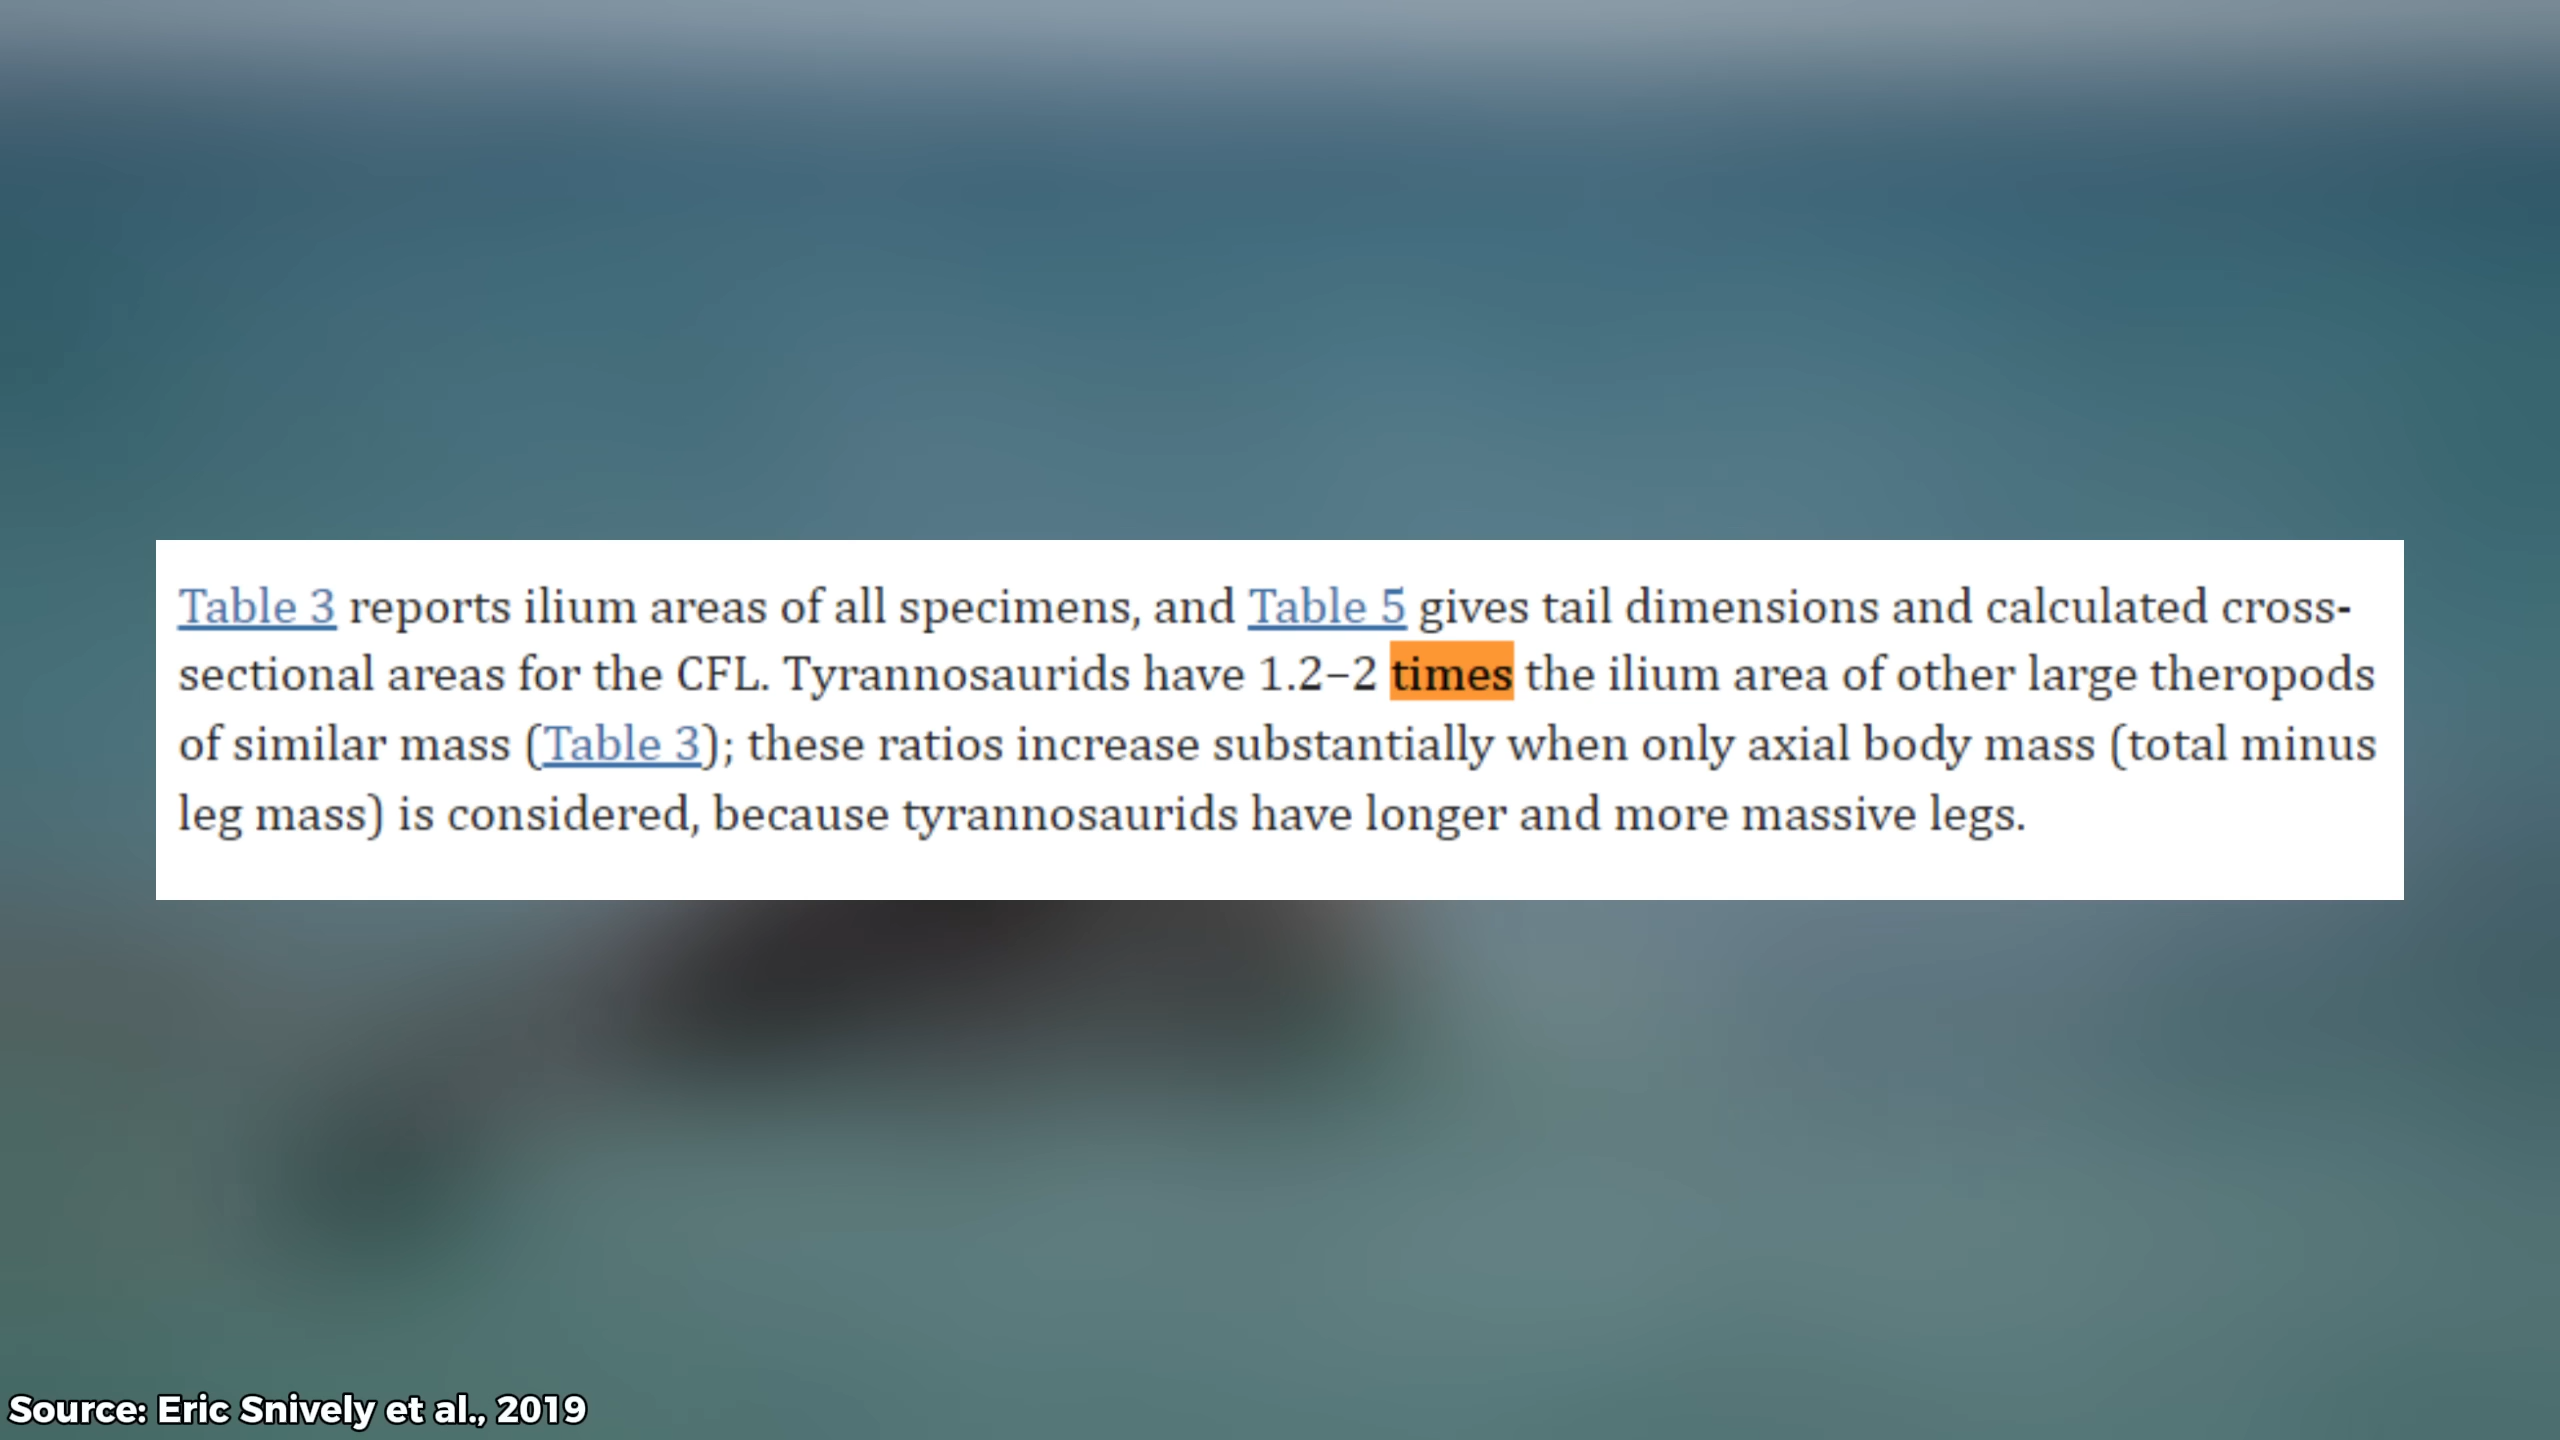 Table 3 reports ilium areas of all specimens, and Table 5 gives tail dimensions and calculated cross-
sectional areas for the CFL. Tyrannosaurids have 1.2–2 times the ilium area of other large theropods
of similar mass (Table 3); these ratios increase substantially when only axial body mass (total minus
leg mass) is considered, because tyrannosaurids have longer and more massive legs.
Source: Eric Snively et al., 2019